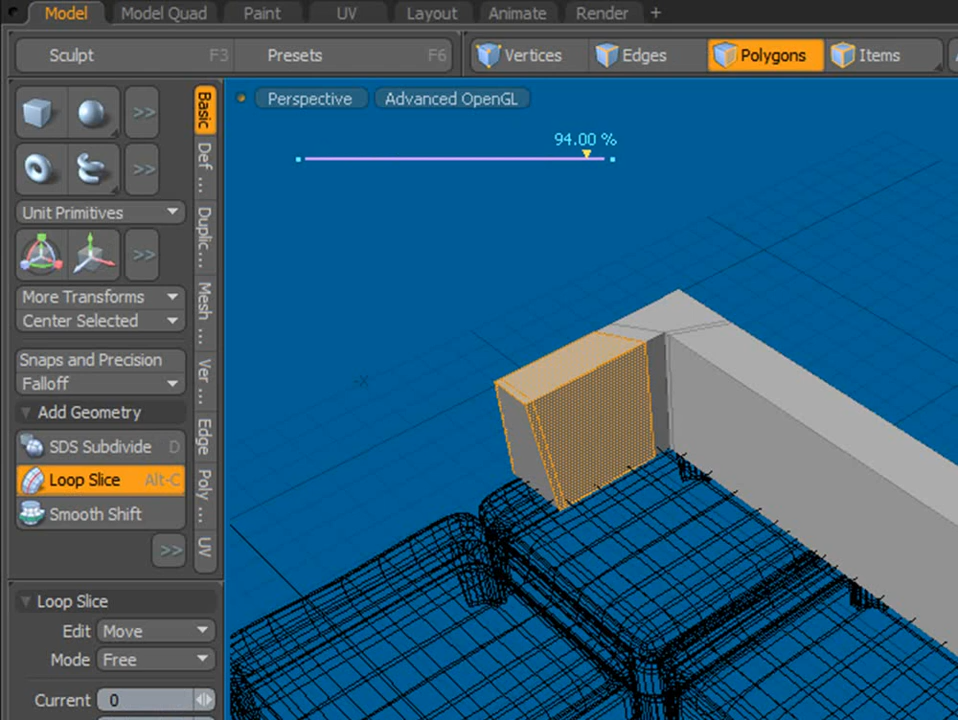 Model Model Quad Paint UV Layout Animate Render +
Sculpt F3 Presets F6 Vertices Edges Polygons Items
Perspective Advanced OpenGL
94.00 %
>>
>>
Unit Primitives
>>
More Transforms
Center Selected
Snaps and Precision
Falloff
Add Geometry
SDS Subdivide D
Loop Slice Alt-C
Smooth Shift
>>
Basic
Def ...
Duplic...
Mesh ...
Ver ...
Edge
Poly ...
UV
Loop Slice
Edit Move
Mode Free
Current 0